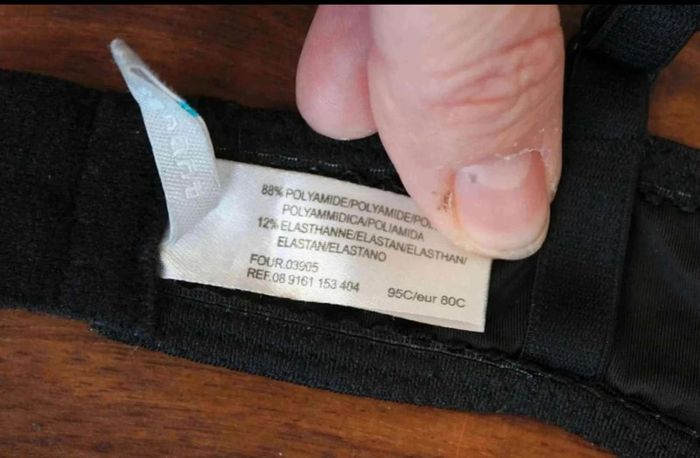 88% POLYAMIDE/POLYAMIDE/
POLYAMMIDICA/POLIAMIDA
12% ELASTHANNE/ELASTAN/ELASTHAN/
ELASTAN/ELASTANO
FOUR.03905
REF.08 9161 153 404
95C/eur 80C